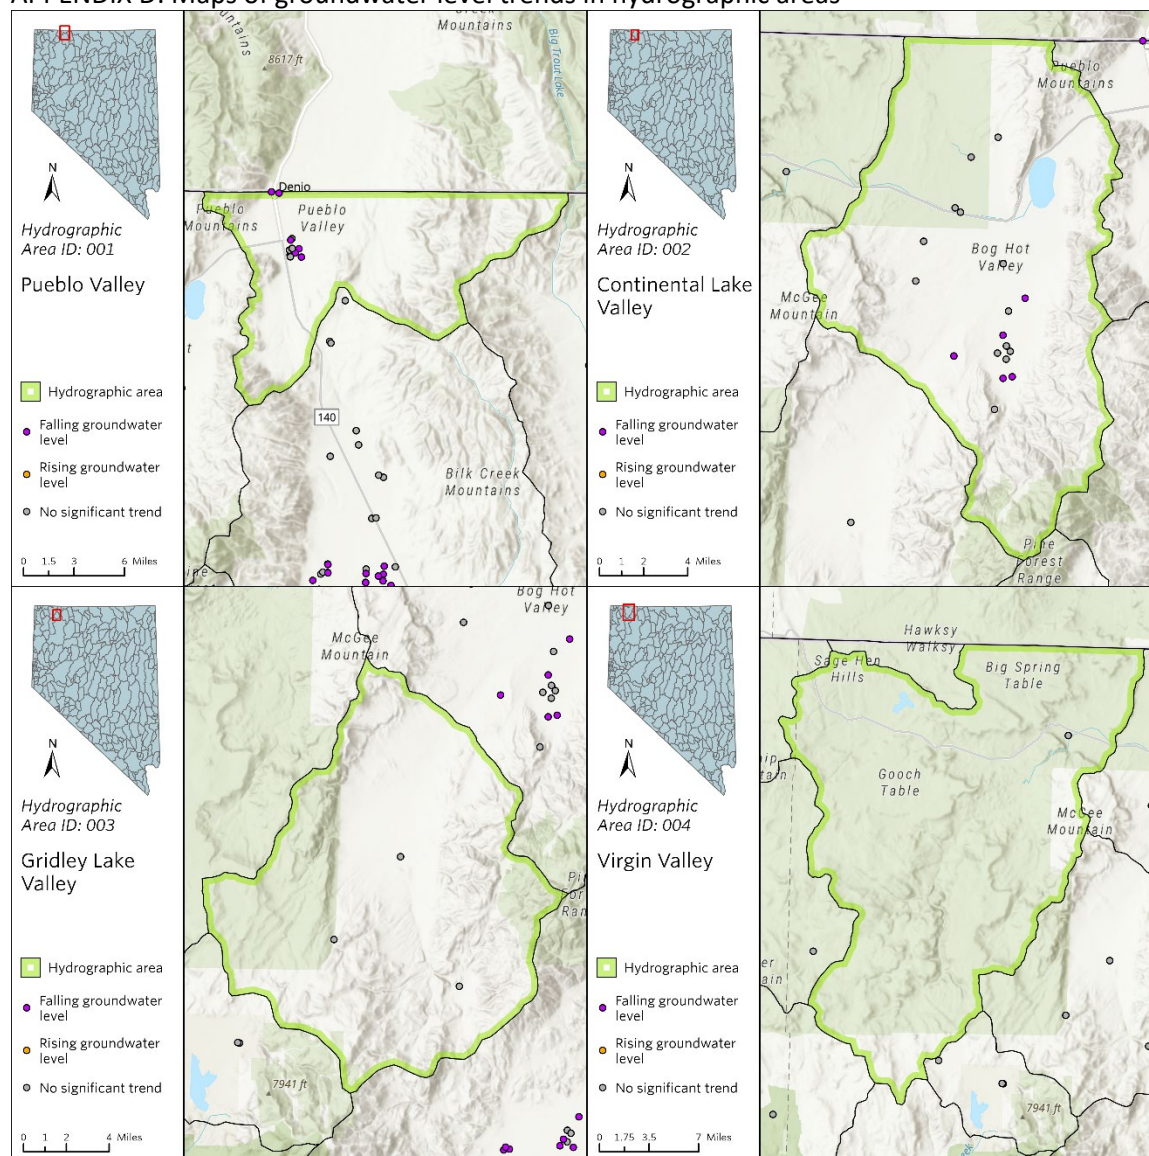 APPENDIX D: Maps of groundwater level trends in hydrographic areas
N
Hydrographic
Area ID: 001
Pueblo Valley
Hydrographic area
Falling groundwater
level
Rising groundwater
level
No significant trend
0 1.5 3 6 Miles
Mountains
Creek
Mountains
8617 ft
Big Trout Lake
Denio
Pueblo
Mountains
Pueblo
Valley
140
Bilk Creek
Mountains
N
Hydrographic
Area ID: 002
Continental Lake
Valley
Hydrographic area
Falling groundwater
level
Rising groundwater
level
No significant trend
0 1 2 4 Miles
Pueblo
Mountains
Bog Hot
Valley
McGee
Mountain
Pine
Forest
Range
N
Hydrographic
Area ID: 003
Gridley Lake
Valley
Hydrographic area
Falling groundwater
level
Rising groundwater
level
No significant trend
0 1 2 4 Miles
Bog Hot
Valley
McGee
Mountain
7941 ft
N
Hydrographic
Area ID: 004
Virgin Valley
Hydrographic area
Falling groundwater
level
Rising groundwater
level
No significant trend
0 1.75 3.5 7 Miles
Hawksy
Walksy
Sage Hen
Hills
Big Spring
Table
Gooch
Table
McGee
Mountain
7941 ft